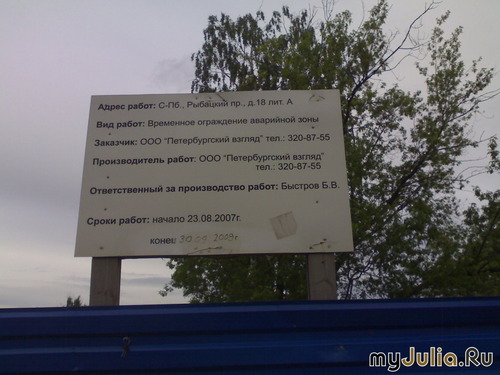 Адрес работ: С-Пб., Рыбацкий пр., д.18 лит. А
Вид работ: Временное ограждение аварийной зоны
Заказчик: ООО "Петербургский взгляд" тел.: 320-87-55
Производитель работ: ООО "Петербургский взгляд"
тел.: 320-87-55
Ответственный за производство работ: Быстров Б.В.
Сроки работ: начало 23.08.2007г.
конец 2009г
myJulia.Ru